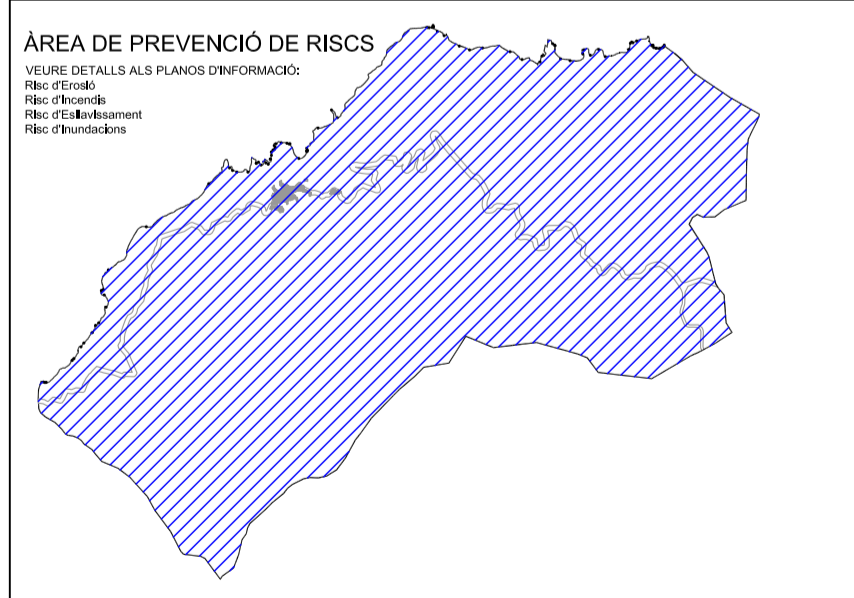 ÀREA DE PREVENCIÓ DE RISCS
VEURE DETALLS ALS PLANOS D'INFORMACIÓ:
Risc d'Erosió
Risc d'Incendis
Risc d'Esllavissament
Risc d'Inundacions